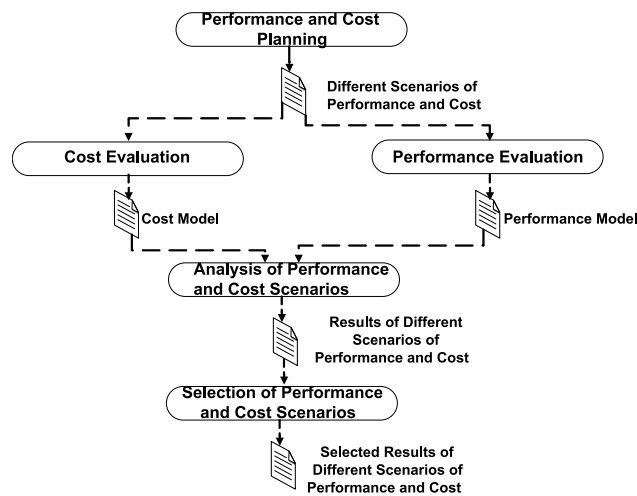 Performance and Cost
Planning
Different Scenarios of
Performance and Cost
Cost Evaluation
Performance Evaluation
Cost Model
Performance Model
Analysis of Performance
and Cost Scenarios
Results of Different
Scenarios of
Performance and Cost
Selection of Performance
and Cost Scenarios
Selected Results of
Different Scenarios of
Performance and Cost